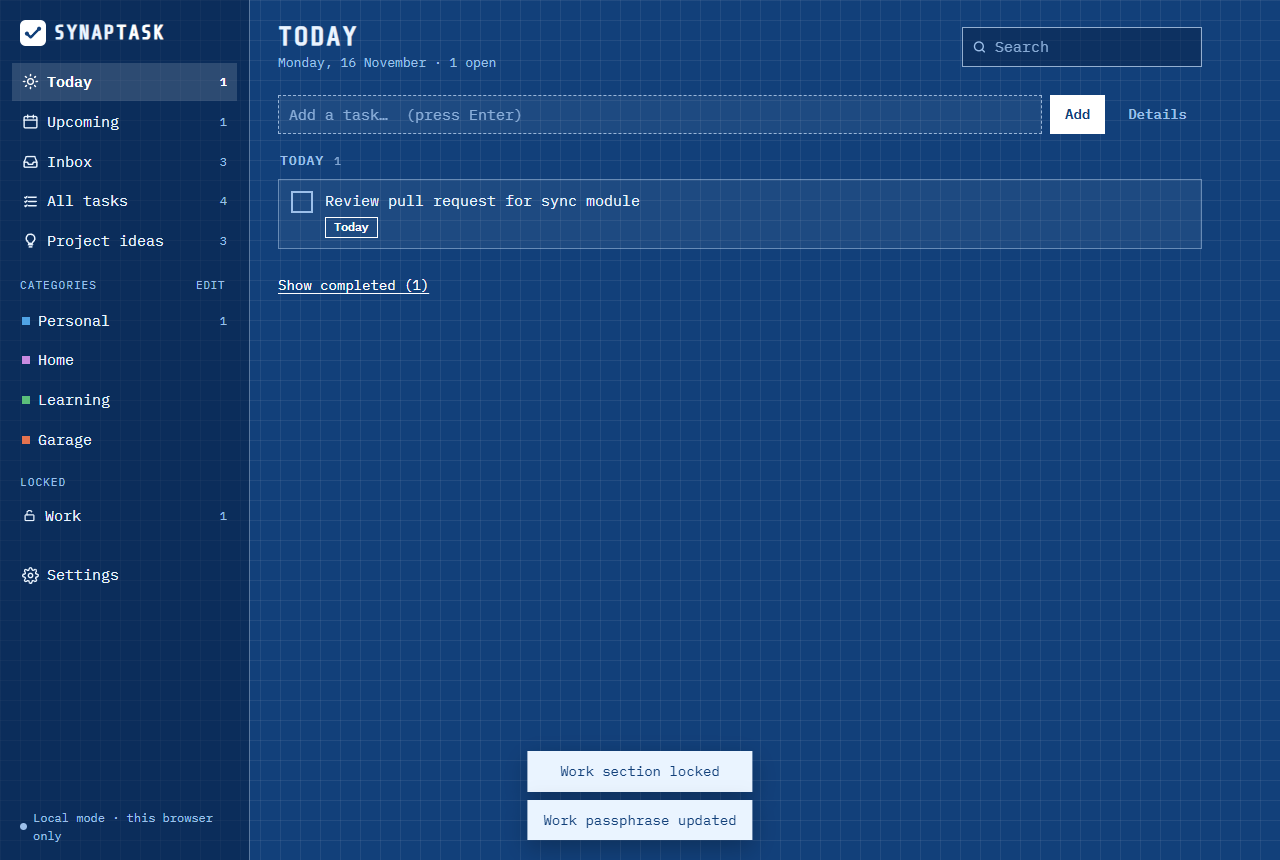 SYNAPTASK
Today 1
Upcoming 1
Inbox 3
All tasks 4
Project ideas 3
CATEGORIES EDIT
Personal 1
Home
Learning
Garage
LOCKED
Work 1
Settings
Local mode · this browser
only
TODAY
Monday, 16 November · 1 open
Search
Add a task… (press Enter)
Add
Details
TODAY 1
Review pull request for sync module
Today
Show completed (1)
Work section locked
Work passphrase updated